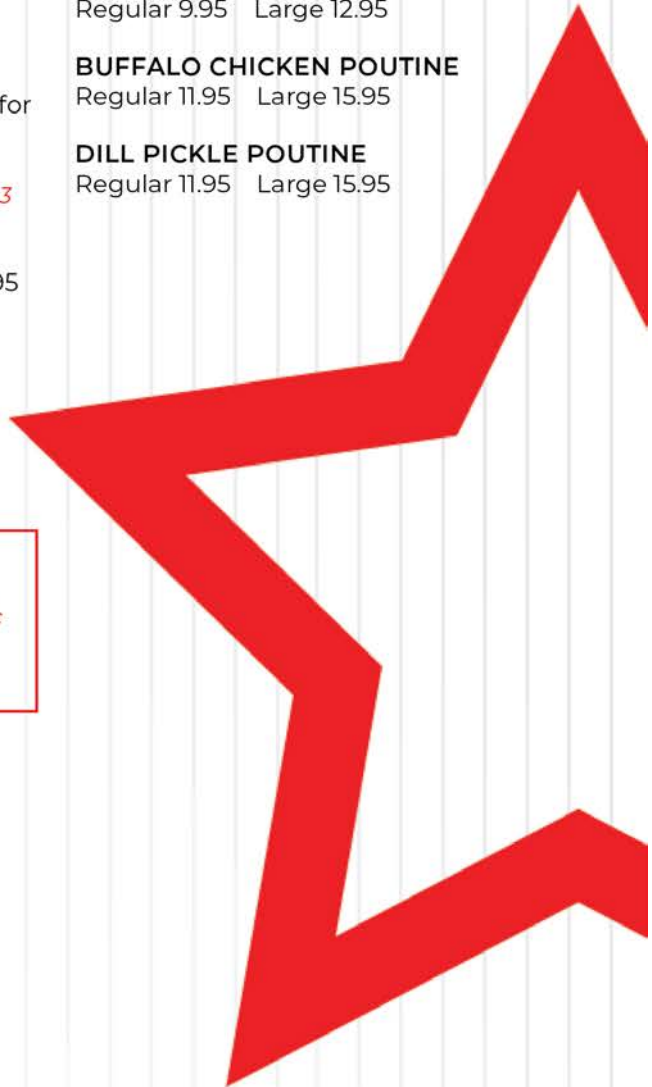 Regular 9.95 Large 12.95
BUFFALO CHICKEN POUTINE
Regular 11.95 Large 15.95
for
DILL PICKLE POUTINE
Regular 11.95 Large 15.95
3
95